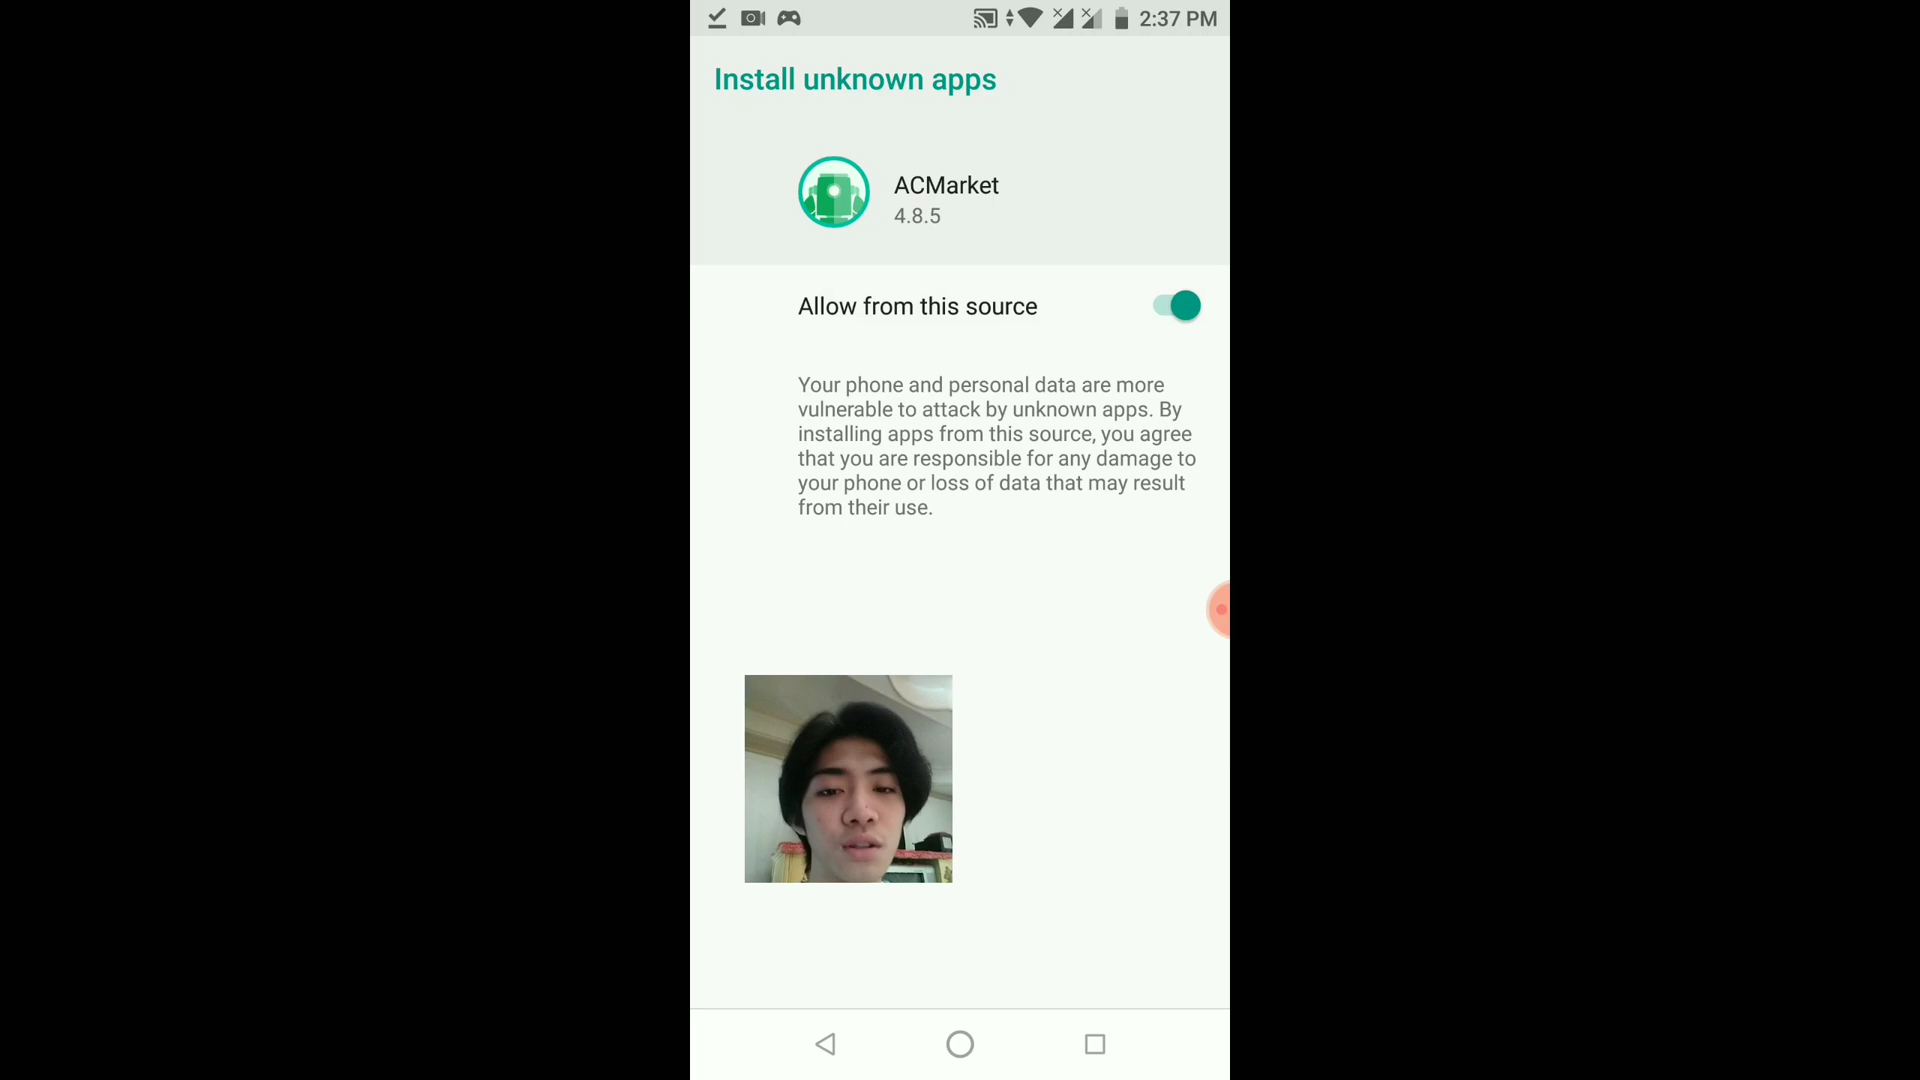 2:37 PM
Install unknown apps
ACMarket
4.8.5
Allow from this source
Your phone and personal data are more
vulnerable to attack by unknown apps. By
installing apps from this source, you agree
that you are responsible for any damage to
your phone or loss of data that may result
from their use.